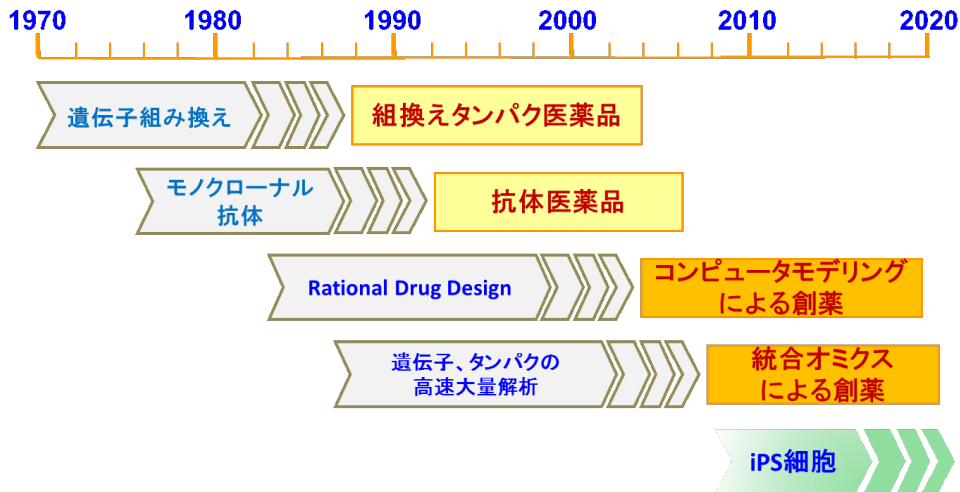 1970 1980 1990 2000 2010 2020
遺伝子組み換え
組換えタンパク医薬品
モノクローナル
抗体
抗体医薬品
Rational Drug Design
コンピュータモデリング
による創薬
遺伝子、タンパクの
高速大量解析
統合オミクス
による創薬
iPS細胞